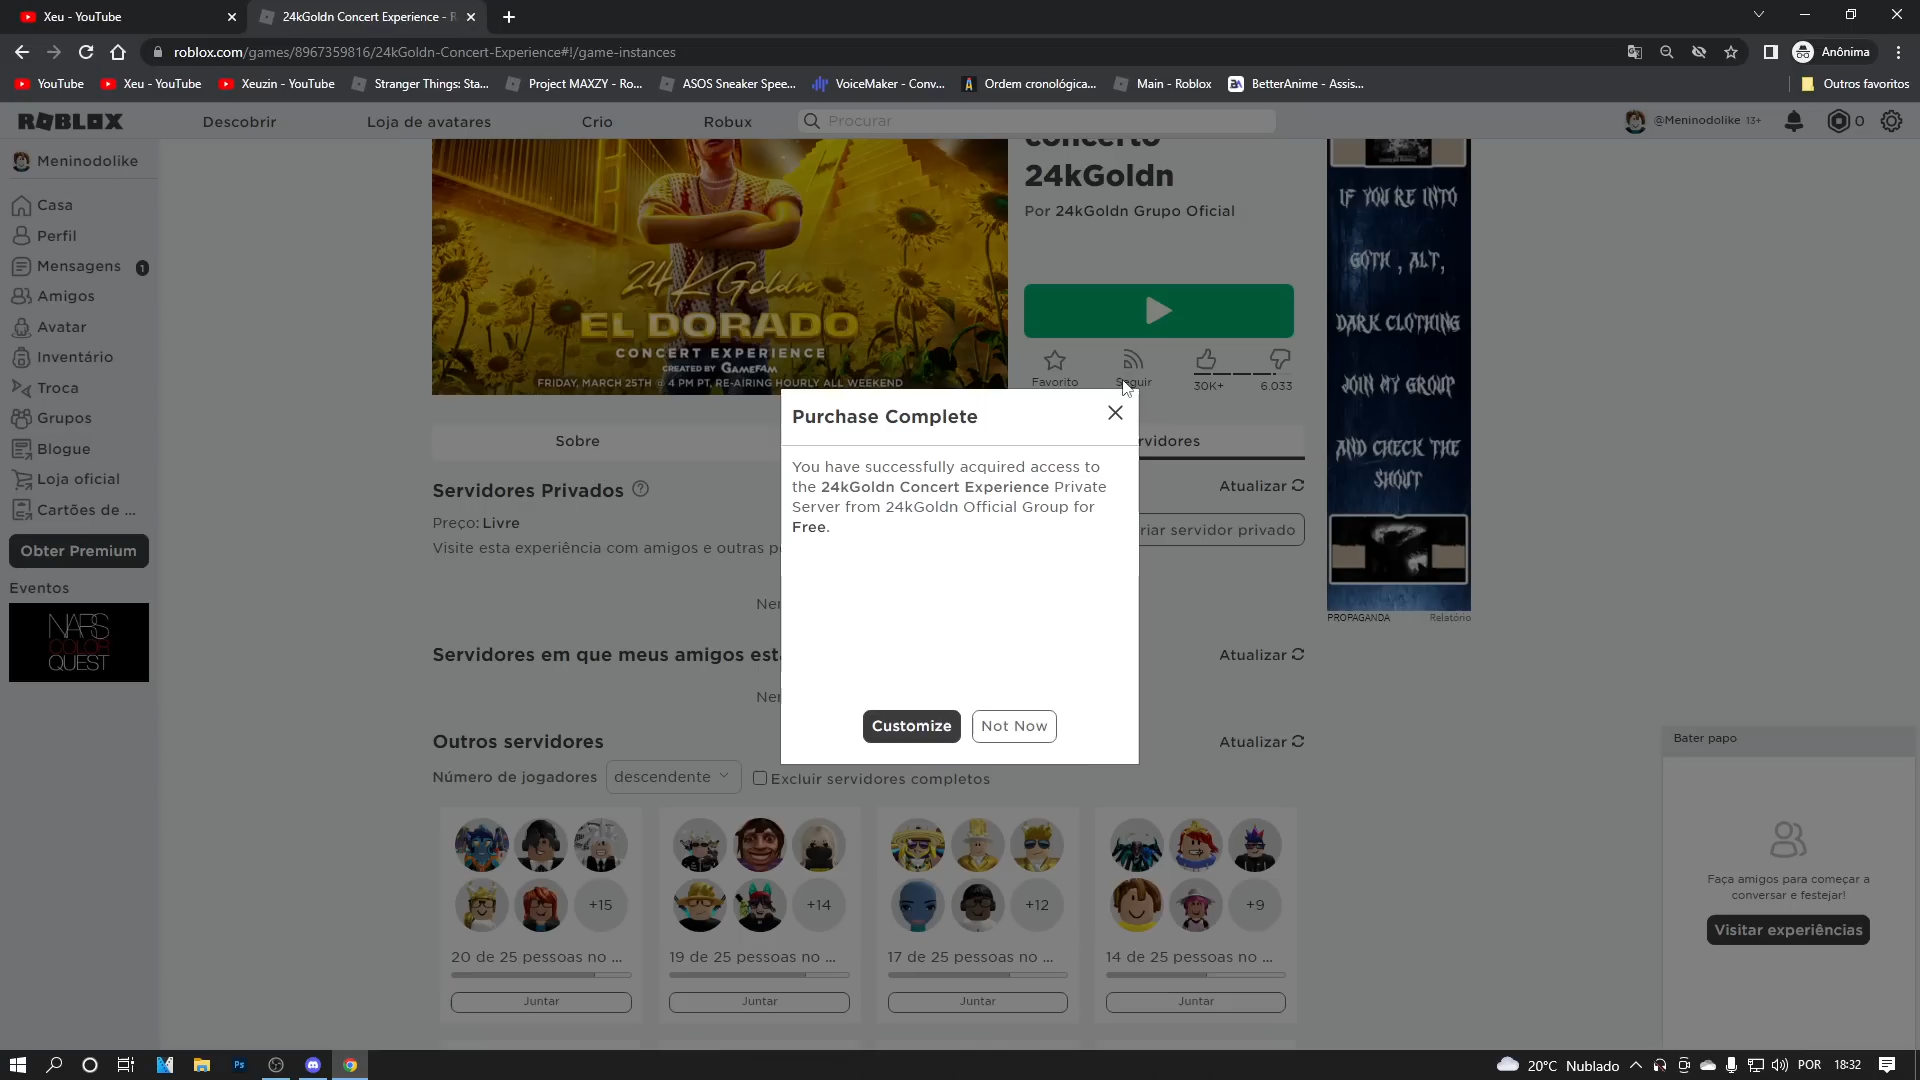 Xeu - YouTube
24kGoldn Concert Experience - R
roblox.com/games/8967359816/24kGoldn-Concert-Experience#!/game-instances
Anônima
YouTube
Xeu - YouTube
Xeuzin - YouTube
Stranger Things: Sta...
Project MAXZY - Ro...
ASOS Sneaker Spee...
VoiceMaker - Conv...
Ordem cronológica...
Main - Roblox
BetterAnime - Assis...
Outros favoritos
ROBLOX
Descobrir
Loja de avatares
Crio
Robux
Procurar
@Meninodolike 13+
0
Meninodolike
Casa
Perfil
Mensagens 1
Amigos
Avatar
Inventário
Troca
Grupos
Blogue
Loja oficial
Cartões de ...
Obter Premium
Eventos
NARS
COLOR
QUEST
24KGoldn
EL DORADO
CONCERT EXPERIENCE
CREATED BY GAMEFAM
FRIDAY, MARCH 25TH @ 4 PM PT, RE-AIRING HOURLY ALL WEEKEND
concerto
24kGoldn
Por 24kGoldn Grupo Oficial
Favorito
Seguir
30K+
6.033
Sobre
rvidores
Servidores Privados
Atualizar
Preço: Livre
riar servidor privado
Visite esta experiência com amigos e outras p
Ner
Servidores em que meus amigos est
Atualizar
Ner
Outros servidores
Atualizar
Número de jogadores
descendente
Excluir servidores completos
+15
+14
+12
+9
20 de 25 pessoas no ...
19 de 25 pessoas no ...
17 de 25 pessoas no ...
14 de 25 pessoas no ...
Juntar
Juntar
Juntar
Juntar
Purchase Complete
You have successfully acquired access to
the 24kGoldn Concert Experience Private
Server from 24kGoldn Official Group for
Free.
Customize
Not Now
IF YOU'RE INTO
GOTH , ALT,
DARK CLOTHING
JOIN MY GROUP
AND CHECK THE
SHOUT
PROPAGANDA
Relatório
Bater papo
Faça amigos para começar a
conversar e festejar!
Visitar experiências
Ps
20°C Nublado
POR
18:32